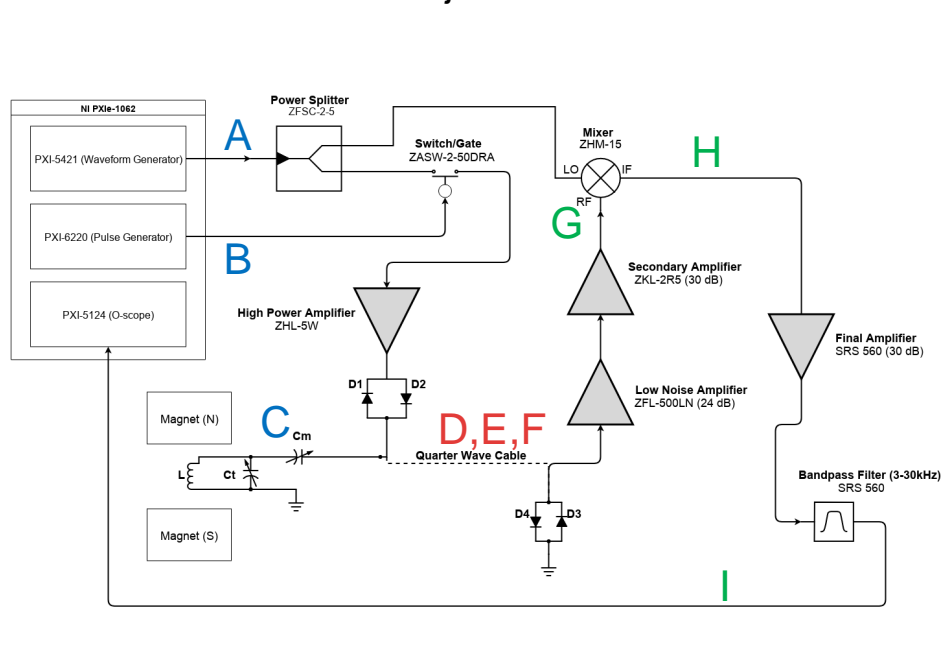 NI PXIe-1062
PXI-5421 (Waveform Generator)
PXI-6220 (Pulse Generator)
PXI-5124 (O-scope)
A
B
Power Splitter
ZFSC-2-5
Switch/Gate
ZASW-2-50DRA
Mixer
ZHM-15
LO
IF
RF
H
G
Secondary Amplifier
ZKL-2R5 (30 dB)
High Power Amplifier
ZHL-5W
Final Amplifier
SRS 560 (30 dB)
D1
D2
Low Noise Amplifier
ZFL-500LN (24 dB)
Magnet (N)
C
Cm
D,E,F
Quarter Wave Cable
L
Ct
Bandpass Filter (3-30kHz)
SRS 560
D4
D3
Magnet (S)
I